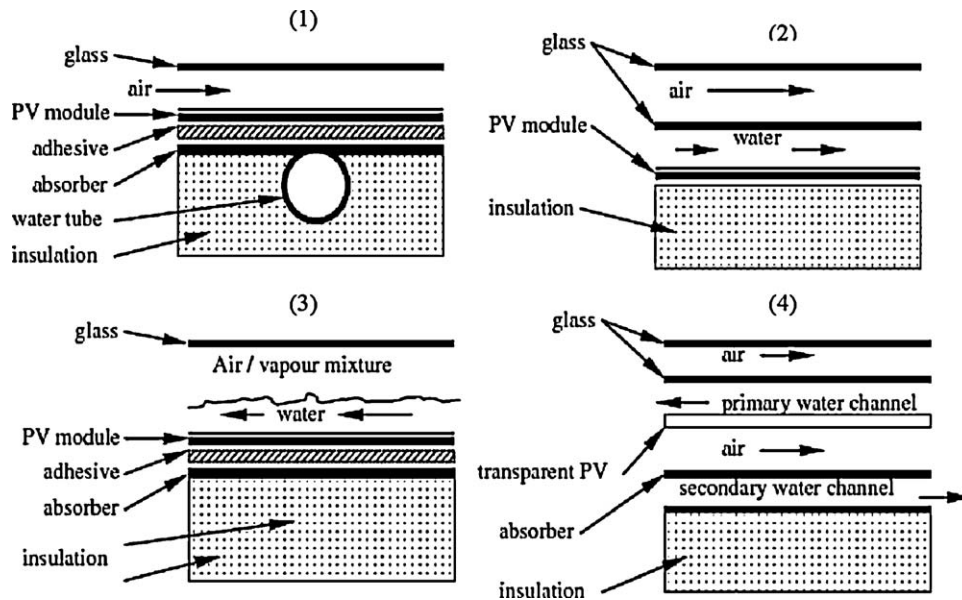 (1)
glass
air
PV module
adhesive
absorber
water tube
insulation
(2)
glass
air
PV module
water
insulation
(3)
glass
Air / vapour mixture
water
PV module
adhesive
absorber
insulation
(4)
glass
air
primary water channel
air
transparent PV
secondary water channel
absorber
insulation